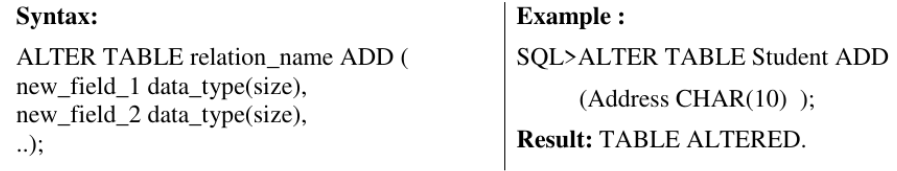 Syntax:
ALTER TABLE relation_name ADD (
new_field_1 data_type(size),
new_field_2 data_type(size),
..);
Example :
SQL>ALTER TABLE Student ADD
(Address CHAR(10)  );
Result: TABLE ALTERED.